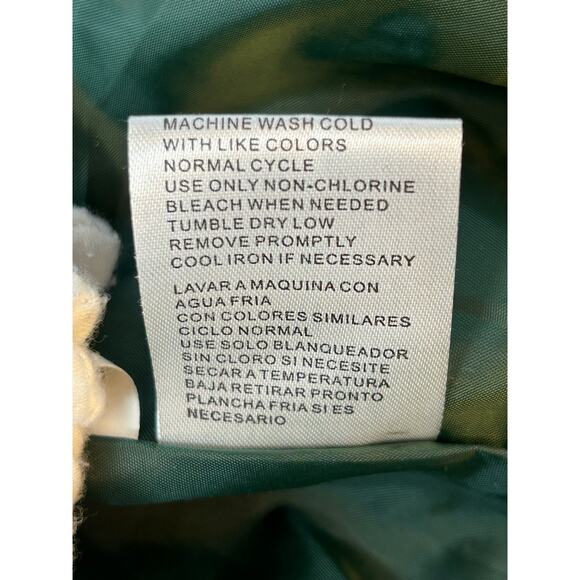 MACHINE WASH COLD
WITH LIKE COLORS
NORMAL CYCLE
USE ONLY NON-CHLORINE
BLEACH WHEN NEEDED
TUMBLE DRY LOW
REMOVE PROMPTLY
COOL IRON IF NECESSARY
LAVAR A MAQUINA CON
AGUA FRIA
CON COLORES SIMILARES
CICLO NORMAL
USE SOLO BLANQUEADOR
SIN CLORO SI NECESITE
SECAR A TEMPERATURA
BAJA RETIRAR PRONTO
PLANCHA FRIA SI ES
NECESARIO